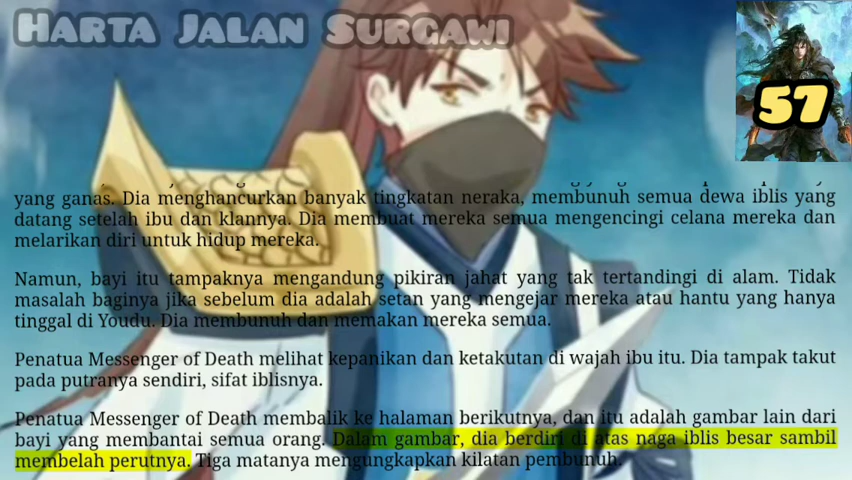 HARTA JALAN SURGAWI
57
yang ganas. Dia menghancurkan banyak tingkatan neraka, membunuh semua dewa iblis yang
datang setelah ibu dan klannya. Dia membuat mereka semua mengencingi celana mereka dan
melarikan diri untuk hidup mereka.
Namun, bayi itu tampaknya mengandung pikiran jahat yang tak tertandingi di alam. Tidak
masalah baginya jika sebelum dia adalah setan yang mengejar mereka atau hantu yang hanya
tinggal di Youdu. Dia membunuh dan memakan mereka semua.
Penatua Messenger of Death melihat kepanikan dan ketakutan di wajah ibu itu. Dia tampak takut
pada putranya sendiri, sifat iblisnya.
Penatua Messenger of Death membalik ke halaman berikutnya, dan itu adalah gambar lain dari
bayi yang membantai semua orang. Dalam gambar, dia berdiri di atas naga iblis besar sambil
membelah perutnya. Tiga matanya mengungkapkan kilatan pembunuh.